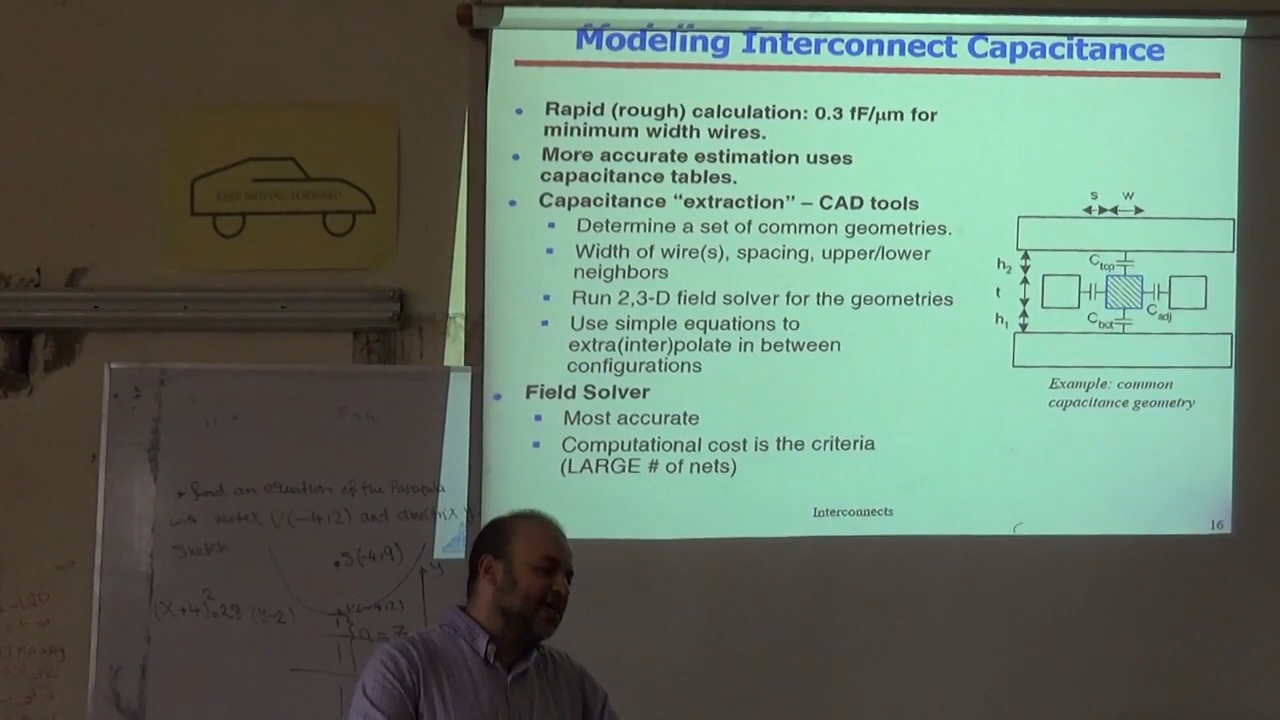 Modeling Interconnect Capacitance
• Rapid (rough) calculation: 0.3 fF/μm for
minimum width wires.
• More accurate estimation uses
capacitance tables.
• Capacitance “extraction” – CAD tools
▪ Determine a set of common geometries.
▪ Width of wire(s), spacing, upper/lower
neighbors
▪ Run 2,3-D field solver for the geometries
▪ Use simple equations to
extra(inter)polate in between
configurations
• Field Solver
▪ Most accurate
▪ Computational cost is the criteria
(LARGE # of nets)
s w
h2
t
h1
Ctop
Cbot
Cadj
Example: common
capacitance geometry
Interconnects
16
KEEP MOVING FORWARD
find an equation of the Parabola
with vertex V(-4,2) and directrix
Sketch
S(-4,9)
y
(X+4)²=28 (y-2)
V(-4,2)
a=7